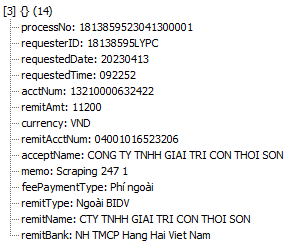 [3] {} (14)
processNo: 1813859523041300001
requesterID: 18138595LYPC
requestedDate: 20230413
requestedTime: 092252
acctNum: 13210000632422
remitAmt: 11200
currency: VND
remitAcctNum: 04001016523206
acceptName: CONG TY TNHH GIAI TRI CON THOI SON
memo: Scraping 247 1
feePaymentType: Phí ngoài
remitType: Ngoài BIDV
remitName: CTY TNHH GIAI TRI CON THOI SON
remitBank: NH TMCP Hang Hai Viet Nam